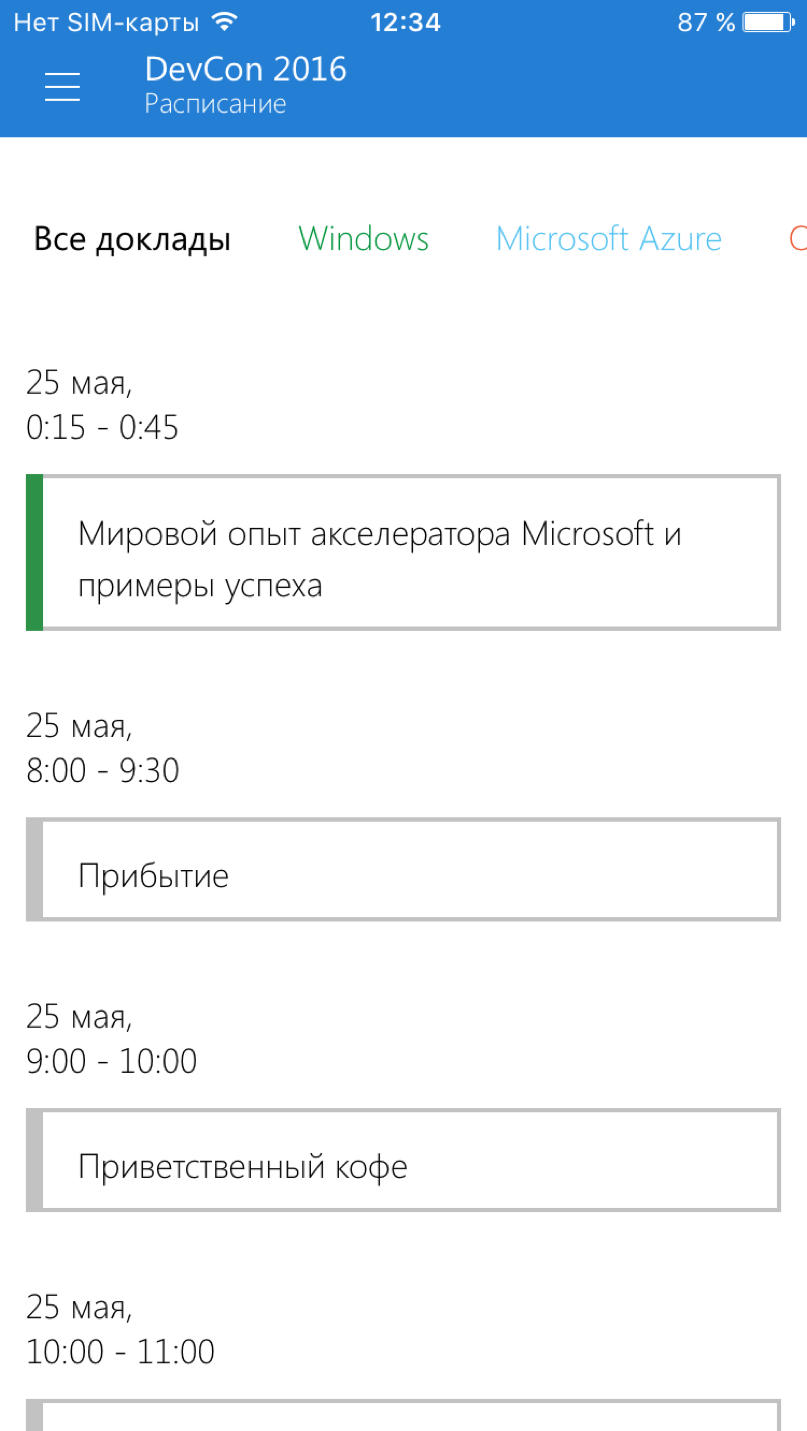 Нет SIM-карты 12:34 87 %
DevCon 2016
Расписание
Все доклады Windows Microsoft Azure
25 мая,
0:15 - 0:45
Мировой опыт акселератора Microsoft и
примеры успеха
25 мая,
8:00 - 9:30
Прибытие
25 мая,
9:00 - 10:00
Приветственный кофе
25 мая,
10:00 - 11:00